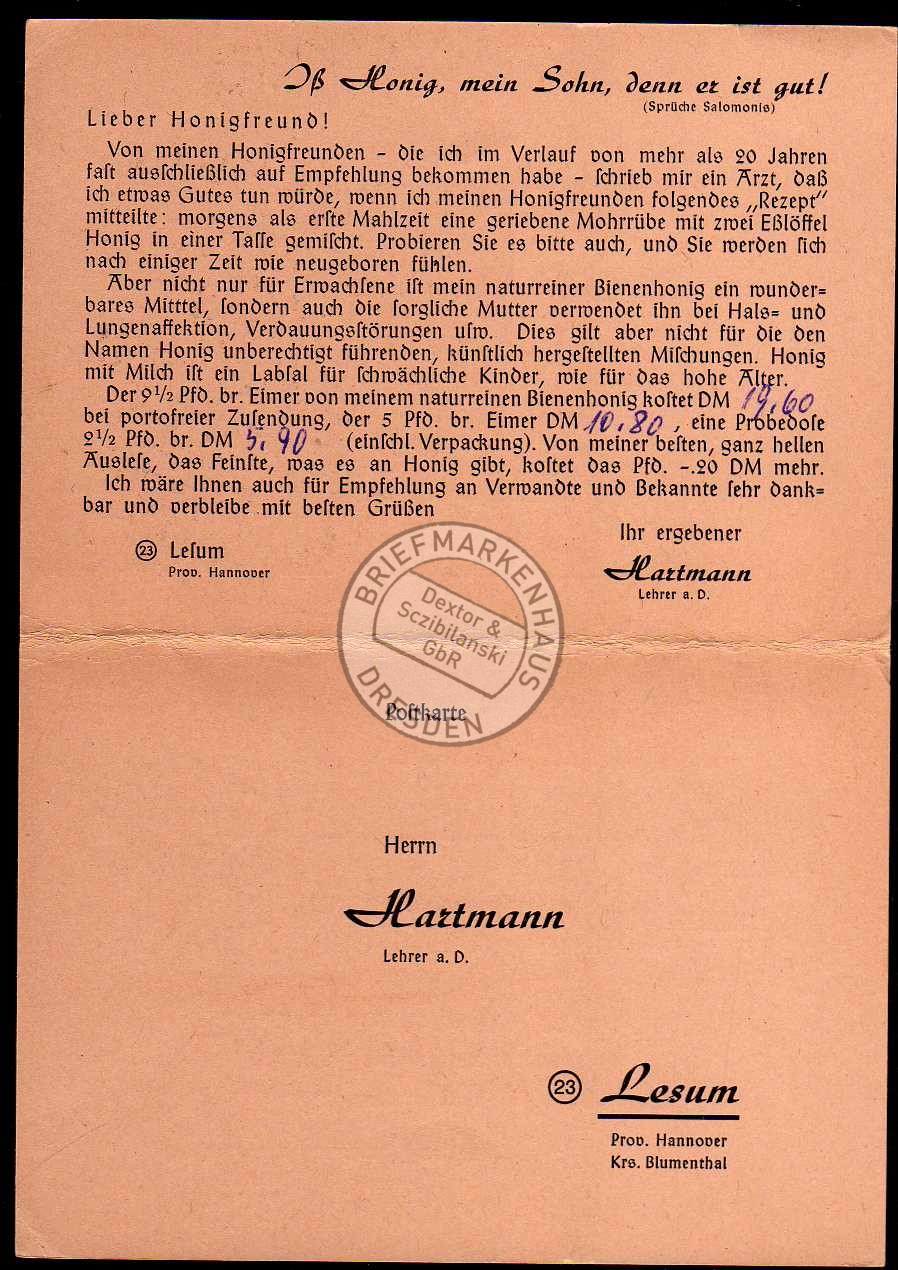 Iß Honig, mein Sohn, denn er ist gut!
(Sprüche Salomonis)
Lieber Honigfreund!
Von meinen Honigfreunden - die ich im Verlauf von mehr als 20 Jahren
faſt ausſchließlich auf Empfehlung bekommen habe - ſchrieb mir ein Arzt, daß
ich etwas Gutes tun würde, wenn ich meinen Honigfreunden folgendes „Rezept“
mitteilte: morgens als erſte Mahlzeit eine geriebene Mohrrübe mit zwei Eßlöffel
Honig in einer Taſſe gemiſcht. Probieren Sie es bitte auch, und Sie werden ſich
nach einiger Zeit wie neugeboren fühlen.
Aber nicht nur für Erwachſene iſt mein naturreiner Bienenhonig ein wunder=
bares Mitttel, ſondern auch die ſorgliche Mutter verwendet ihn bei Hals= und
Lungenaffektion, Verdauungsſtörungen uſw. Dies gilt aber nicht für die den
Namen Honig unberechtigt führenden, künſtlich hergeſtellten Miſchungen. Honig
mit Milch iſt ein Labſal für ſchwächliche Kinder, wie für das hohe Alter.
Der 9½ Pfd. br. Eimer von meinem naturreinen Bienenhonig koſtet DM 19.60
bei portofreier Zuſendung, der 5 Pfd. br. Eimer DM 10.80, eine Probedoſe
2½ Pfd. br. DM 5.90 (einſchl. Verpackung). Von meiner beſten, ganz hellen
Ausleſe, das Feinſte, was es an Honig gibt, koſtet das Pfd. -.20 DM mehr.
Ich wäre Ihnen auch für Empfehlung an Verwandte und Bekannte ſehr dank=
bar und verbleibe mit beſten Grüßen
Ihr ergebener
23 Leſum
Prov. Hannover
Hartmann
Lehrer a. D.
BRIEFMARKENHAUS
Dextor &
Sczibilanski
GbR
DRESDEN
Poſtkarte
Herrn
Hartmann
Lehrer a. D.
23 Lesum
Prov. Hannover
Krs. Blumenthal